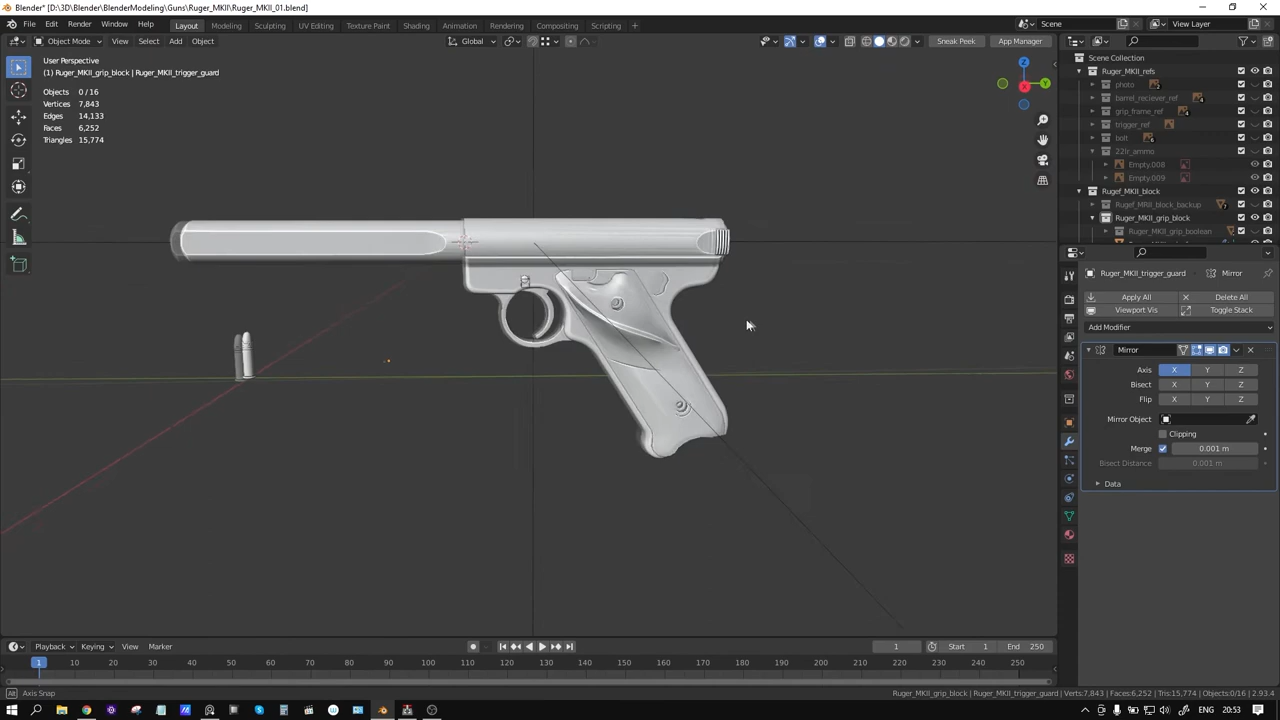 Blender* [D:\3D\Blender\BlenderModeling\Guns\Ruger_MKII\Ruger_MKII_01.blend]
File Edit Render Window Help Layout Modeling Sculpting UV Editing Texture Paint Shading Animation Rendering Compositing Scripting + Scene View Layer
Object Mode View Select Add Object Global Sneak Peek App Manager
User Perspective
(1) Ruger_MKII_grip_block | Ruger_MKII_trigger_guard
Objects 0/16
Vertices 7,843
Edges 14,133
Faces 6,252
Triangles 15,774
Z
Y
X
Scene Collection
Ruger_MKII_refs
photo 2
barrel_reciever_ref 4
grip_frame_ref 4
trigger_ref
bolt 6
22lr_ammo
Empty.008
Empty.009
Rugef_MKII_block
Rugef_MKII_block_backup
Ruger_MKII_grip_block
Ruger_MKII_grip_boolean
Ruger_MKII_trigger_guard Mirror
Apply All Delete All
Viewport Vis Toggle Stack
Add Modifier
Mirror
Axis X Y Z
Bisect X Y Z
Flip X Y Z
Mirror Object
Clipping
Merge 0.001 m
Bisect Distance 0.001 m
Data
Playback Keying View Marker 1 Start 1 End 250
1 10 20 30 40 50 60 70 80 90 100 110 120 130 140 150 160 170 180 190 200 210 220 230 240 250
Alt Axis Snap Ruger_MKII_grip_block | Ruger_MKII_trigger_guard | Verts:7,843 | Faces:6,252 | Tris:15,774 | Objects:0/16 | 2.93.4
ENG 20:53